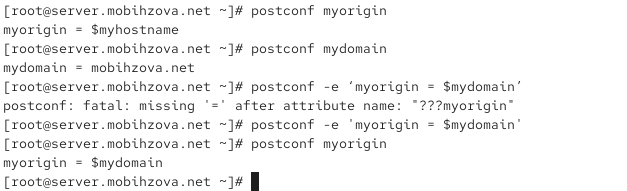 [root@server.mobihzova.net ~]# postconf myorigin
myorigin = $myhostname
[root@server.mobihzova.net ~]# postconf mydomain
mydomain = mobihzova.net
[root@server.mobihzova.net ~]# postconf -e ‘myorigin = $mydomain’
postconf: fatal: missing '=' after attribute name: "???myorigin"
[root@server.mobihzova.net ~]# postconf -e 'myorigin = $mydomain'
[root@server.mobihzova.net ~]# postconf myorigin
myorigin = $mydomain
[root@server.mobihzova.net ~]#